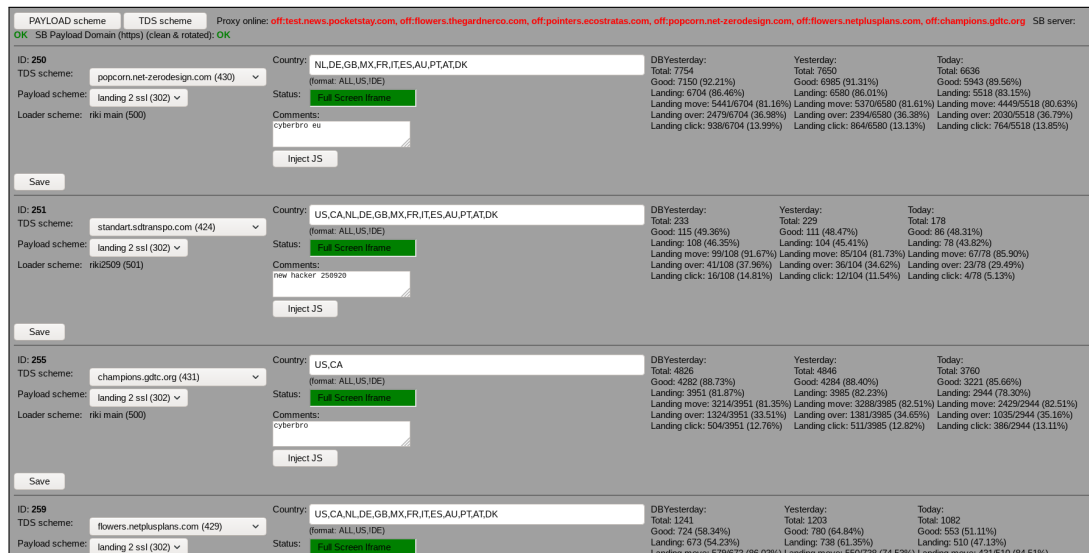 PAYLOAD scheme TDS scheme Proxy online: off:test.news.pocketstay.com, off:flowers.thegardnerco.com, off:pointers.ecostratas.com, off:popcorn.net-zerodesign.com, off:flowers.netplusplans.com, off:champions.gdtc.org SB server:
OK SB Payload Domain (https) (clean & rotated): OK
ID: 250 Country: NL,DE,GB,MX,FR,IT,ES,AU,PT,AT,DK DBYesterday: Yesterday: Today:
TDS scheme: popcorn.net-zerodesign.com (430) (format: ALL,US,!DE) Total: 7754 Total: 7650 Total: 6636
Good: 7150 (92.21%) Good: 6985 (91.31%) Good: 5943 (89.56%)
Payload scheme: landing 2 ssl (302) Status: Full Screen Iframe Landing: 6704 (86.46%) Landing: 6580 (86.01%) Landing: 5518 (83.15%)
Landing move: 5441/6704 (81.16%) Landing move: 5370/6580 (81.61%) Landing move: 4449/5518 (80.63%)
Loader scheme: riki main (500) Comments: Landing over: 2479/6704 (36.98%) Landing over: 2394/6580 (36.38%) Landing over: 2030/5518 (36.79%)
cyberbro eu Landing click: 938/6704 (13.99%) Landing click: 864/6580 (13.13%) Landing click: 764/5518 (13.85%)
Inject JS
Save
ID: 251 Country: US,CA,NL,DE,GB,MX,FR,IT,ES,AU,PT,AT,DK DBYesterday: Yesterday: Today:
TDS scheme: standart.sdtranspo.com (424) (format: ALL,US,!DE) Total: 233 Total: 229 Total: 178
Good: 115 (49.36%) Good: 111 (48.47%) Good: 86 (48.31%)
Payload scheme: landing 2 ssl (302) Status: Full Screen Iframe Landing: 108 (46.35%) Landing: 104 (45.41%) Landing: 78 (43.82%)
Landing move: 99/108 (91.67%) Landing move: 85/104 (81.73%) Landing move: 67/78 (85.90%)
Loader scheme: riki2509 (501) Comments: Landing over: 41/108 (37.96%) Landing over: 36/104 (34.62%) Landing over: 23/78 (29.49%)
new hacker 250920 Landing click: 16/108 (14.81%) Landing click: 12/104 (11.54%) Landing click: 4/78 (5.13%)
Inject JS
Save
ID: 255 Country: US,CA DBYesterday: Yesterday: Today:
TDS scheme: champions.gdtc.org (431) (format: ALL,US,!DE) Total: 4826 Total: 4846 Total: 3760
Good: 4282 (88.73%) Good: 4284 (88.40%) Good: 3221 (85.66%)
Payload scheme: landing 2 ssl (302) Status: Full Screen Iframe Landing: 3951 (81.87%) Landing: 3985 (82.23%) Landing: 2944 (78.30%)
Landing move: 3214/3951 (81.35%) Landing move: 3288/3985 (82.51%) Landing move: 2429/2944 (82.51%)
Loader scheme: riki main (500) Comments: Landing over: 1324/3951 (33.51%) Landing over: 1381/3985 (34.65%) Landing over: 1035/2944 (35.16%)
cyberbro Landing click: 504/3951 (12.76%) Landing click: 511/3985 (12.82%) Landing click: 386/2944 (13.11%)
Inject JS
Save
ID: 259 Country: US,CA,NL,DE,GB,MX,FR,IT,ES,AU,PT,AT,DK DBYesterday: Yesterday: Today:
TDS scheme: flowers.netplusplans.com (429) (format: ALL,US,!DE) Total: 1241 Total: 1203 Total: 1082
Good: 724 (58.34%) Good: 780 (64.84%) Good: 553 (51.11%)
Payload scheme: landing 2 ssl (302) Status: Full Screen Iframe Landing: 673 (54.23%) Landing: 738 (61.35%) Landing: 510 (47.13%)
Landing move: 579/673 (86.03%) Landing move: 550/738 (74.53%) Landing move: 431/510 (84.51%)